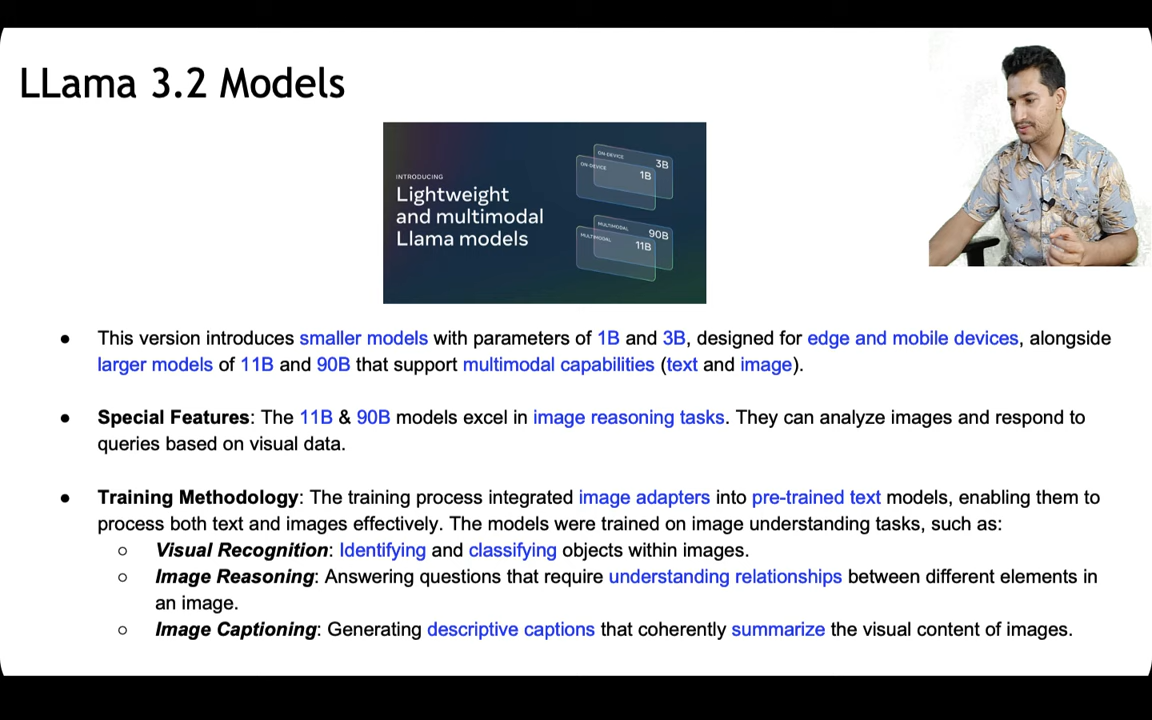 LLama 3.2 Models
INTRODUCING
Lightweight
and multimodal
Llama models
ON-DEVICE
3B
ON-DEVICE
1B
MULTIMODAL
90B
MULTIMODAL
11B
● This version introduces smaller models with parameters of 1B and 3B, designed for edge and mobile devices, alongside
larger models of 11B and 90B that support multimodal capabilities (text and image).
● Special Features: The 11B & 90B models excel in image reasoning tasks. They can analyze images and respond to
queries based on visual data.
● Training Methodology: The training process integrated image adapters into pre-trained text models, enabling them to
process both text and images effectively. The models were trained on image understanding tasks, such as:
○ Visual Recognition: Identifying and classifying objects within images.
○ Image Reasoning: Answering questions that require understanding relationships between different elements in
an image.
○ Image Captioning: Generating descriptive captions that coherently summarize the visual content of images.